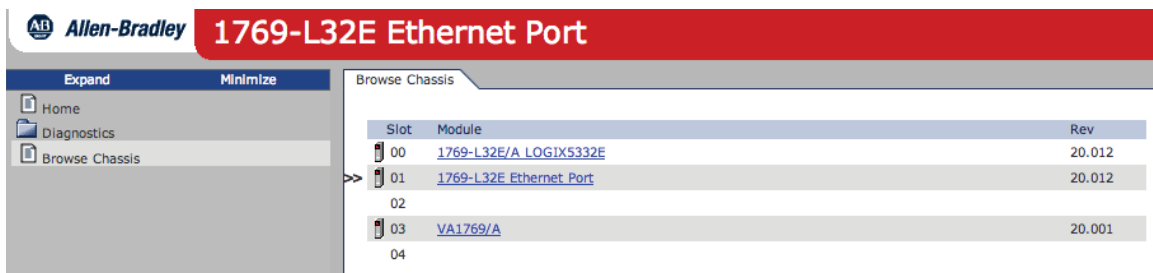 AB Allen-Bradley 1769-L32E Ethernet Port
Expand Minimize
Browse Chassis
Home
Diagnostics
Browse Chassis
Slot Module Rev
00 1769-L32E/A LOGIX5332E 20.012
>> 01 1769-L32E Ethernet Port 20.012
02
03 VA1769/A 20.001
04